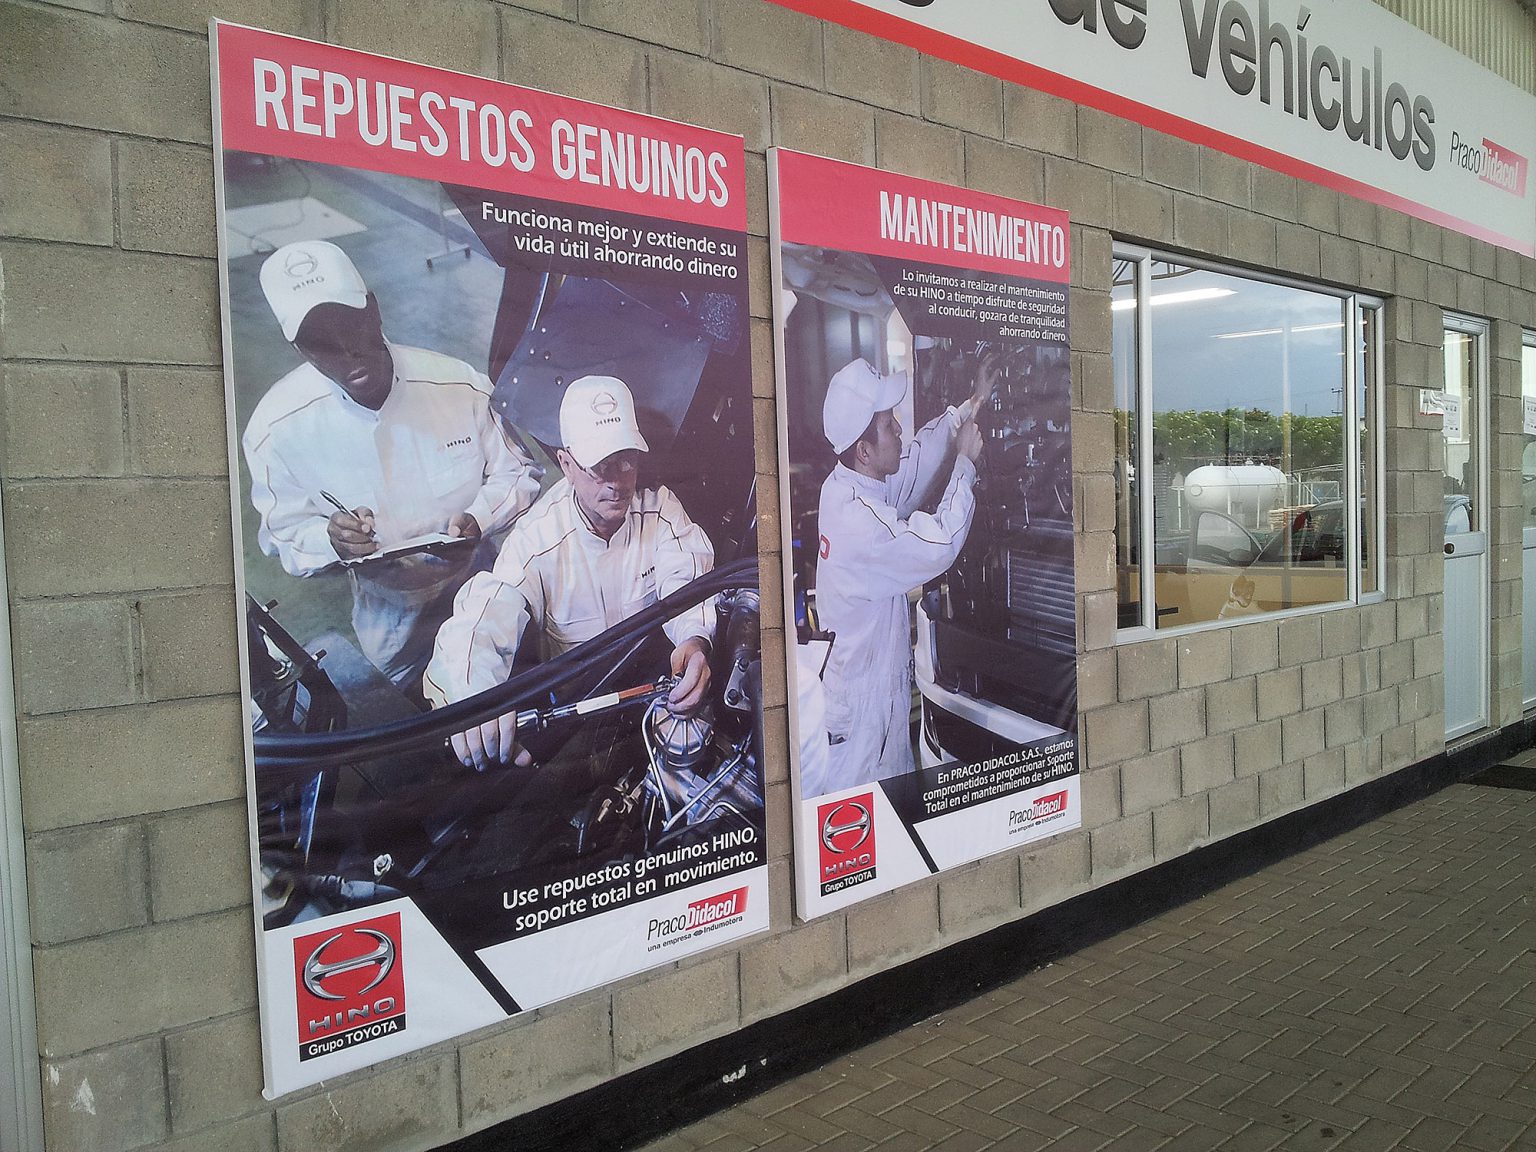 de vehículos
PracoDidacol
REPUESTOS GENUINOS
Funciona mejor y extiende su
vida útil ahorrando dinero
HINO
HINO
HINO
HINO
Use repuestos genuinos HINO,
soporte total en movimiento.
PracoDidacol
una empresa Indumotora
HINO
Grupo TOYOTA
MANTENIMIENTO
Lo invitamos a realizar el mantenimiento
de su HINO a tiempo disfrute de seguridad
al conducir, gozara de tranquilidad
ahorrando dinero
En PRACO DIDACOL S.A.S., estamos
comprometidos a proporcionar Soporte
Total en el mantenimiento de su HINO.
PracoDidacol
una empresa Indumotora
HINO
Grupo TOYOTA